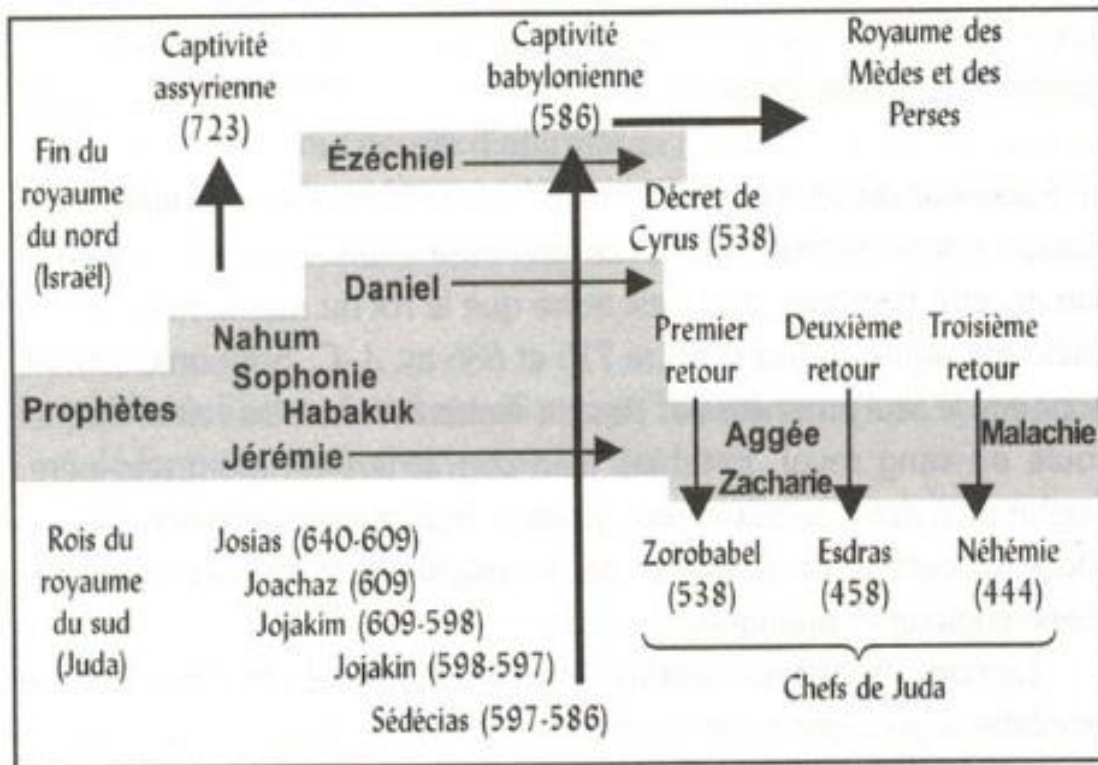 Captivité
assyrienne
(723)
Captivité
babylonienne
(586)
Royaume des
Mèdes et des
Perses
Fin du
royaume
du nord
(Israël)
Ézéchiel
Décret de
Cyrus (538)
Daniel
Premier
retour
Deuxième
retour
Troisième
retour
Prophètes
Nahum
Sophonie
Habakuk
Jérémie
Aggée
Zacharie
Malachie
Rois du
royaume
du sud
(Juda)
Josias (640-609)
Joachaz (609)
Jojakim (609-598)
Jojakin (598-597)
Sédécias (597-586)
Zorobabel
(538)
Esdras
(458)
Néhémie
(444)
Chefs de Juda